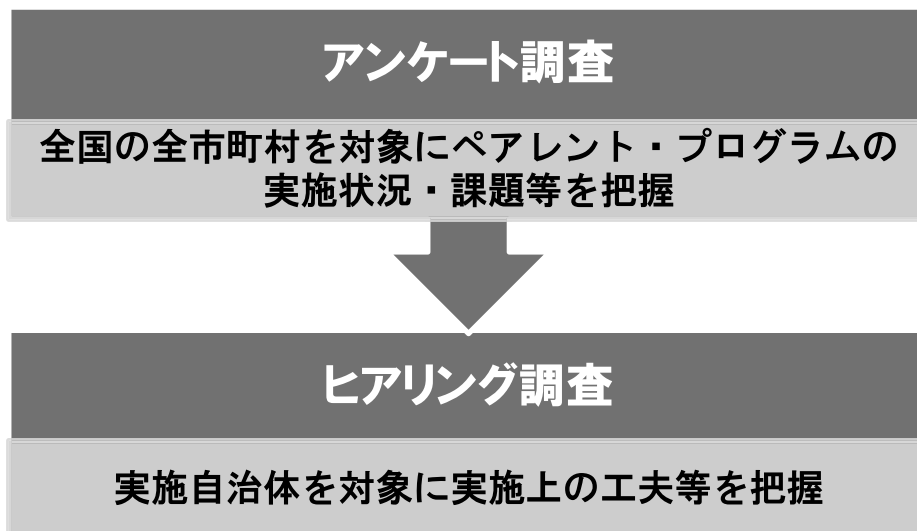 アンケート調査
全国の全市町村を対象にペアレント・プログラムの
実施状況・課題等を把握
ヒアリング調査
実施自治体を対象に実施上の工夫等を把握